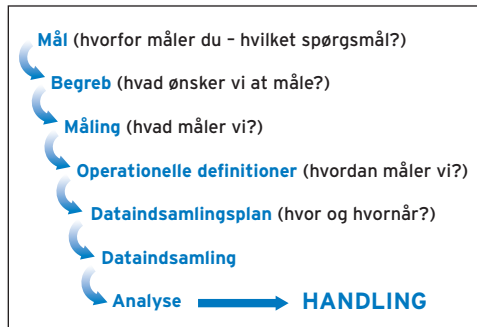 Mål (hvorfor måler du – hvilket spørgsmål?)
Begreb (hvad ønsker vi at måle?)
Måling (hvad måler vi?)
Operationelle definitioner (hvordan måler vi?)
Dataindsamlingsplan (hvor og hvornår?)
Dataindsamling
Analyse HANDLING